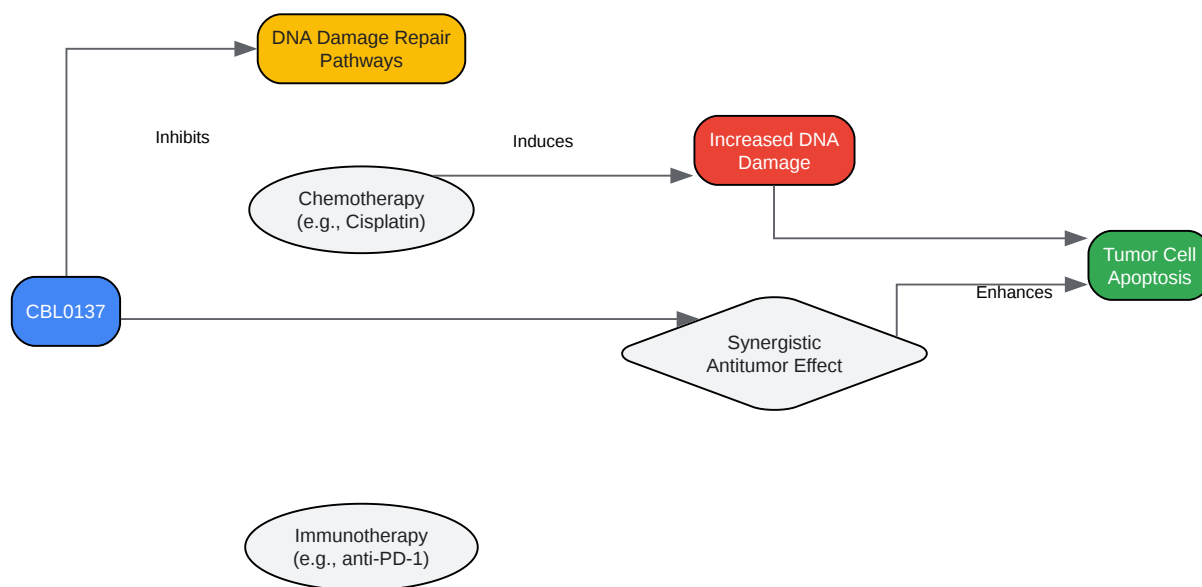 DNA Damage Repair
Pathways
Inhibits
Induces
Increased DNA
Damage
Chemotherapy
(e.g., Cisplatin)
Tumor Cell
Apoptosis
CBL0137
Enhances
Synergistic
Antitumor Effect
Immunotherapy
(e.g., anti-PD-1)